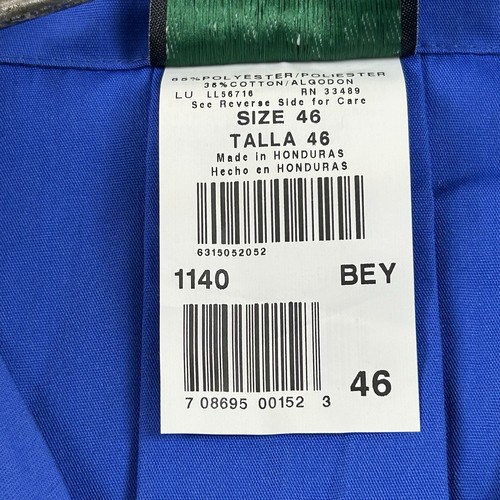 65%POLYESTER/POLIESTER
35%COTTON/ALGODON
LU LL56716 RN 33489
See Reverse Side for Care
SIZE 46
TALLA 46
Made in HONDURAS
Hecho en HONDURAS
6315052052
1140 BEY
7 08695 00152 3
46